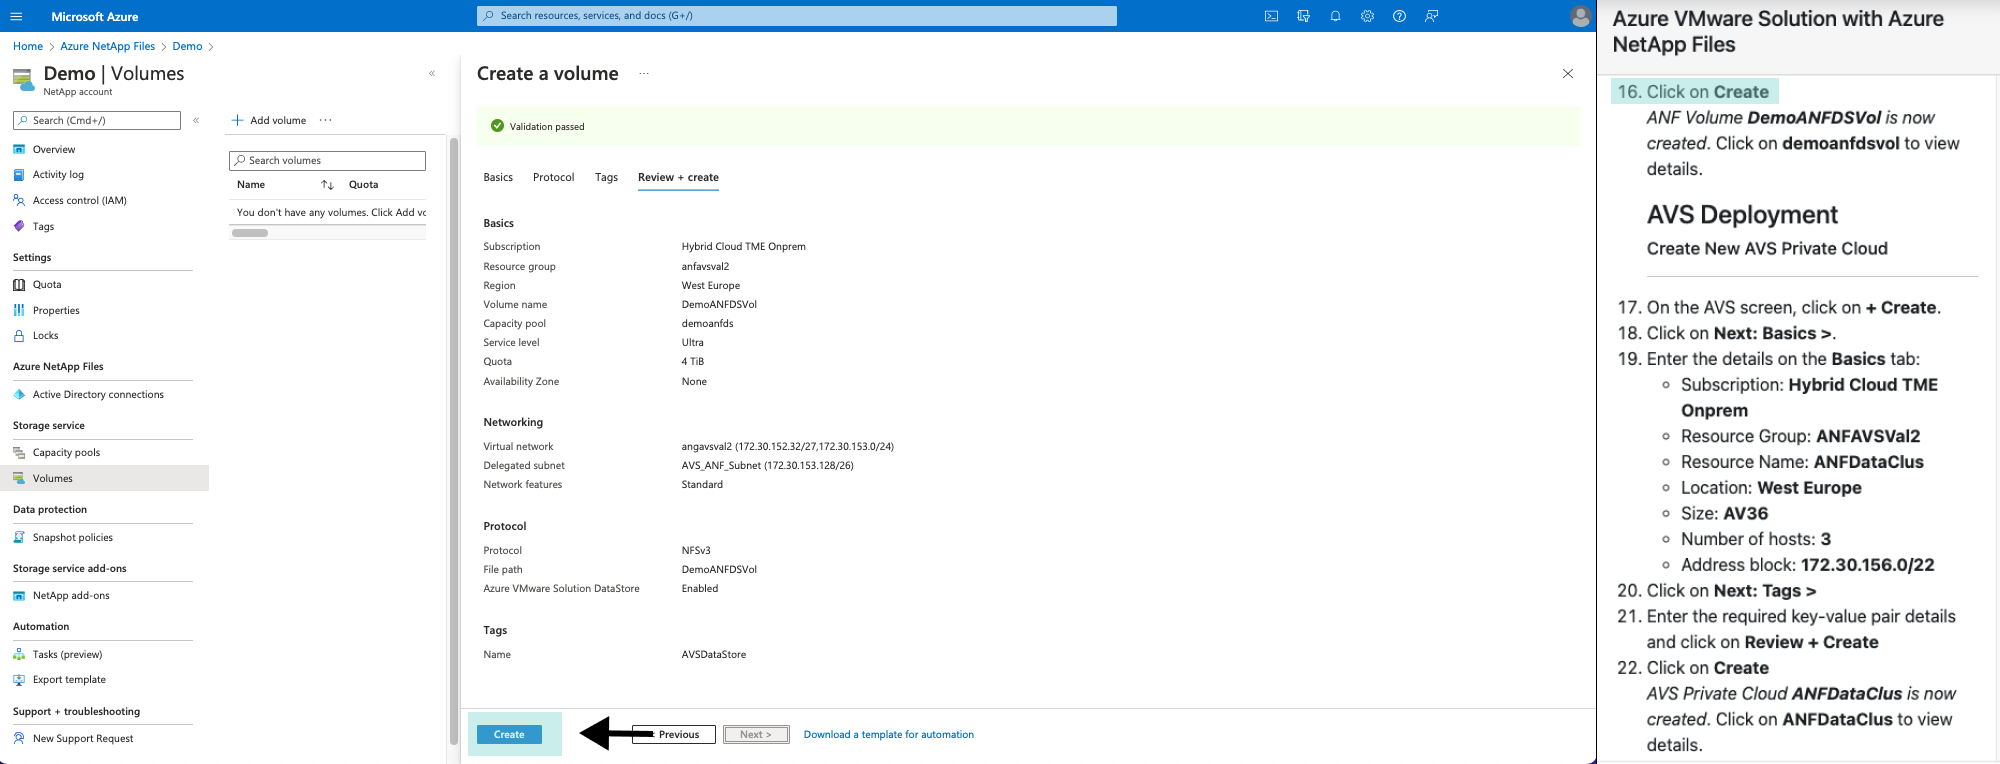 Microsoft Azure
Search resources, services, and docs (G+/)
Home > Azure NetApp Files > Demo >
Demo | Volumes
NetApp account
Search (Cmd+/)
Overview
Activity log
Access control (IAM)
Tags
Settings
Quota
Properties
Locks
Azure NetApp Files
Active Directory connections
Storage service
Capacity pools
Volumes
Data protection
Snapshot policies
Storage service add-ons
NetApp add-ons
Automation
Tasks (preview)
Export template
Support + troubleshooting
New Support Request
+ Add volume ...
Search volumes
Name Quota
You don't have any volumes. Click Add vo
Create a volume ...
Validation passed
Basics Protocol Tags Review + create
Basics
Subscription Hybrid Cloud TME Onprem
Resource group anfavsval2
Region West Europe
Volume name DemoANFDSVol
Capacity pool demoanfds
Service level Ultra
Quota 4 TiB
Availability Zone None
Networking
Virtual network angavsval2 (172.30.152.32/27,172.30.153.0/24)
Delegated subnet AVS_ANF_Subnet (172.30.153.128/26)
Network features Standard
Protocol
Protocol NFSv3
File path DemoANFDSVol
Azure VMware Solution DataStore Enabled
Tags
Name AVSDataStore
Create Previous Next > Download a template for automation
Azure VMware Solution with Azure
NetApp Files
16. Click on Create
ANF Volume DemoANFDSVol is now
created. Click on demoanfdsvol to view
details.
AVS Deployment
Create New AVS Private Cloud
17. On the AVS screen, click on + Create.
18. Click on Next: Basics >.
19. Enter the details on the Basics tab:
Subscription: Hybrid Cloud TME
Onprem
Resource Group: ANFAVSVal2
Resource Name: ANFDataClus
Location: West Europe
Size: AV36
Number of hosts: 3
Address block: 172.30.156.0/22
20. Click on Next: Tags >
21. Enter the required key-value pair details
and click on Review + Create
22. Click on Create
AVS Private Cloud ANFDataClus is now
created. Click on ANFDataClus to view
details.